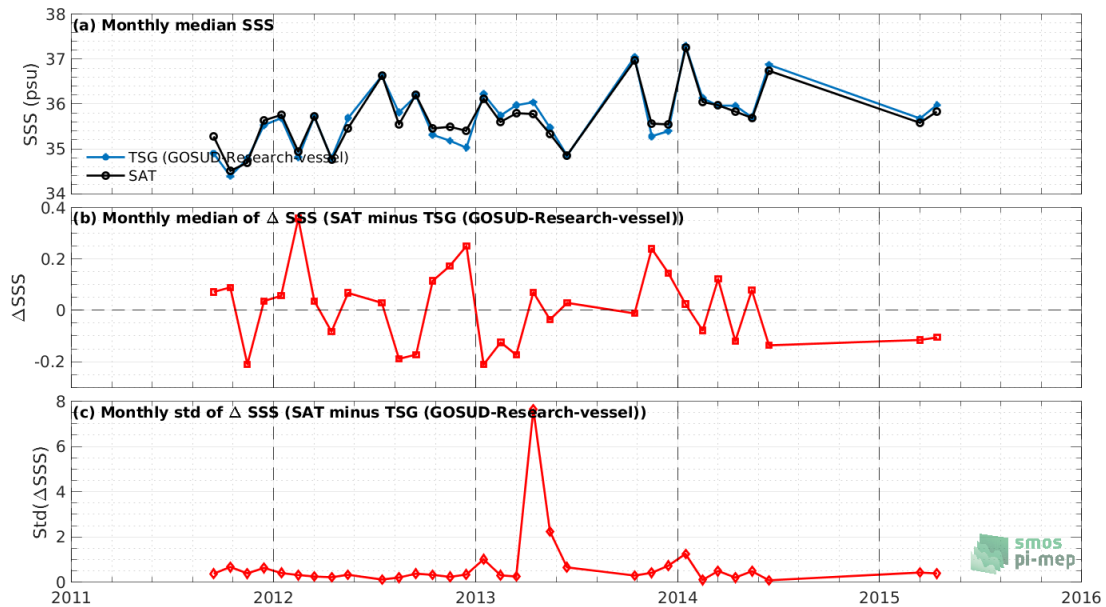 (a) Monthly median SSS
SSS (psu)
38
37
36
35
34
TSG (GOSUD-Research-vessel)
SAT
(b) Monthly median of Δ SSS (SAT minus TSG (GOSUD-Research-vessel))
ΔSSS
0.4
0.2
0
-0.2
(c) Monthly std of Δ SSS (SAT minus TSG (GOSUD-Research-vessel))
Std(ΔSSS)
8
6
4
2
0
2011 2012 2013 2014 2015 2016
smos
pi-mep